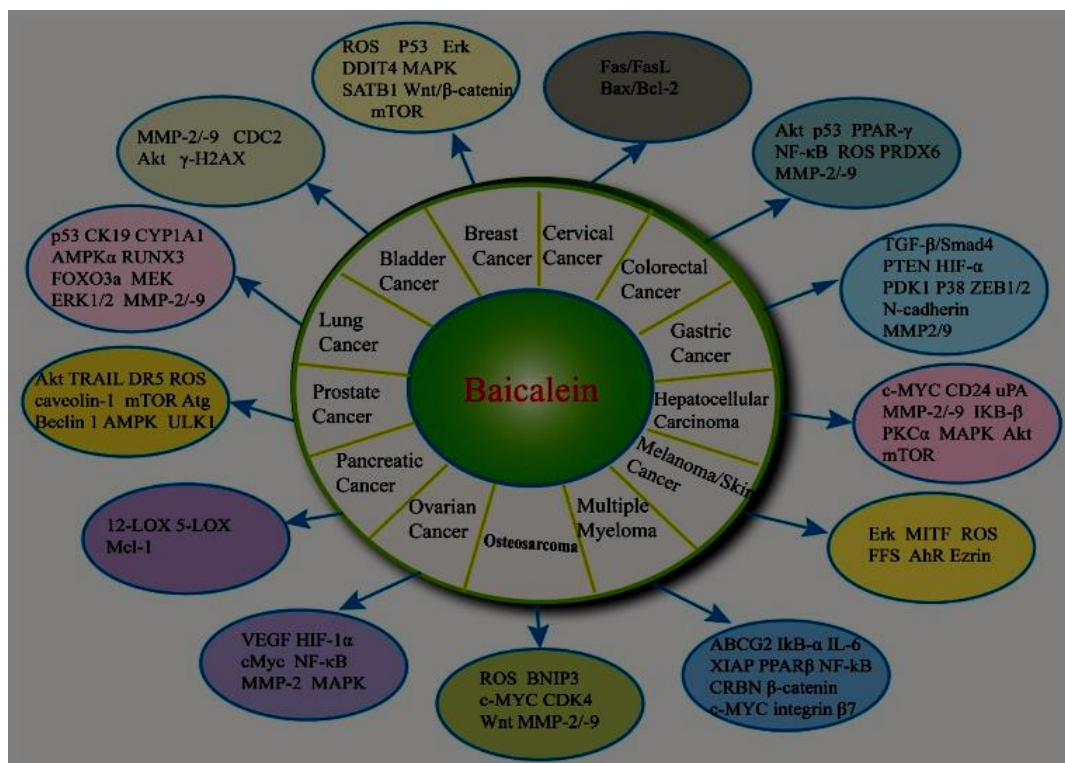 ROS P53 Erk
DDIT4 MAPK
SATB1 Wnt/β-catenin
mTOR
Fas/FasL
Bax/Bcl-2
MMP-2/-9 CDC2
Akt γ-H2AX
Akt p53 PPAR-γ
NF-κB ROS PRDX6
MMP-2/-9
p53 CK19 CYP1A1
AMPKα RUNX3
FOXO3a MEK
ERK1/2 MMP-2/-9
TGF-β/Smad4
PTEN HIF-α
PDK1 P38 ZEB1/2
N-cadherin
MMP2/9
Akt TRAIL DR5 ROS
caveolin-1 mTOR Atg
Beclin 1 AMPK ULK1
c-MYC CD24 uPA
MMP-2/-9 IKB-β
PKCα MAPK Akt
mTOR
12-LOX 5-LOX
Mcl-1
Erk MITF ROS
FFS AhR Ezrin
VEGF HIF-1α
cMyc NF-κB
MMP-2 MAPK
ROS BNIP3
c-MYC CDK4
Wnt MMP-2/-9
ABCG2 IkB-α IL-6
XIAP PPARβ NF-kB
CRBN β-catenin
c-MYC integrin β7
Breast
Cancer
Cervical
Cancer
Colorectal
Cancer
Gastric
Cancer
Hepatocellular
Carcinoma
Melanoma/Skin
Cancer
Multiple
Myeloma
Osteosarcoma
Ovarian
Cancer
Pancreatic
Cancer
Prostate
Cancer
Lung
Cancer
Bladder
Cancer
Baicalein